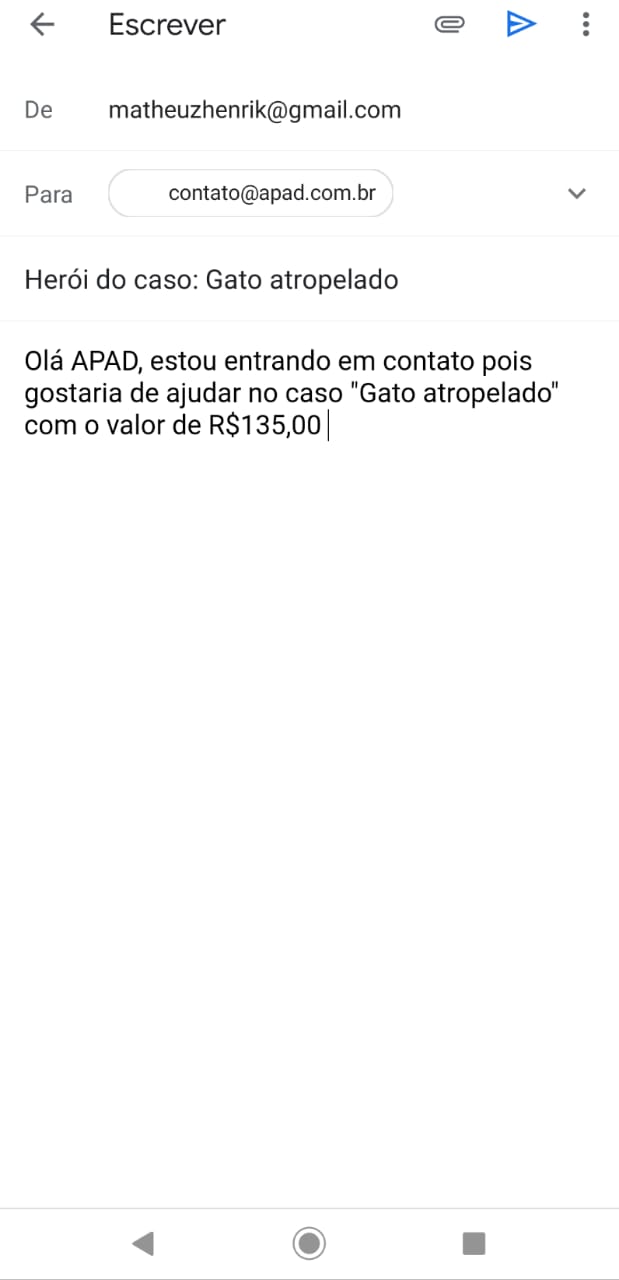 Escrever
De matheuzhenrik@gmail.com
Para contato@apad.com.br
Herói do caso: Gato atropelado
Olá APAD, estou entrando em contato pois
gostaria de ajudar no caso "Gato atropelado"
com o valor de R$135,00